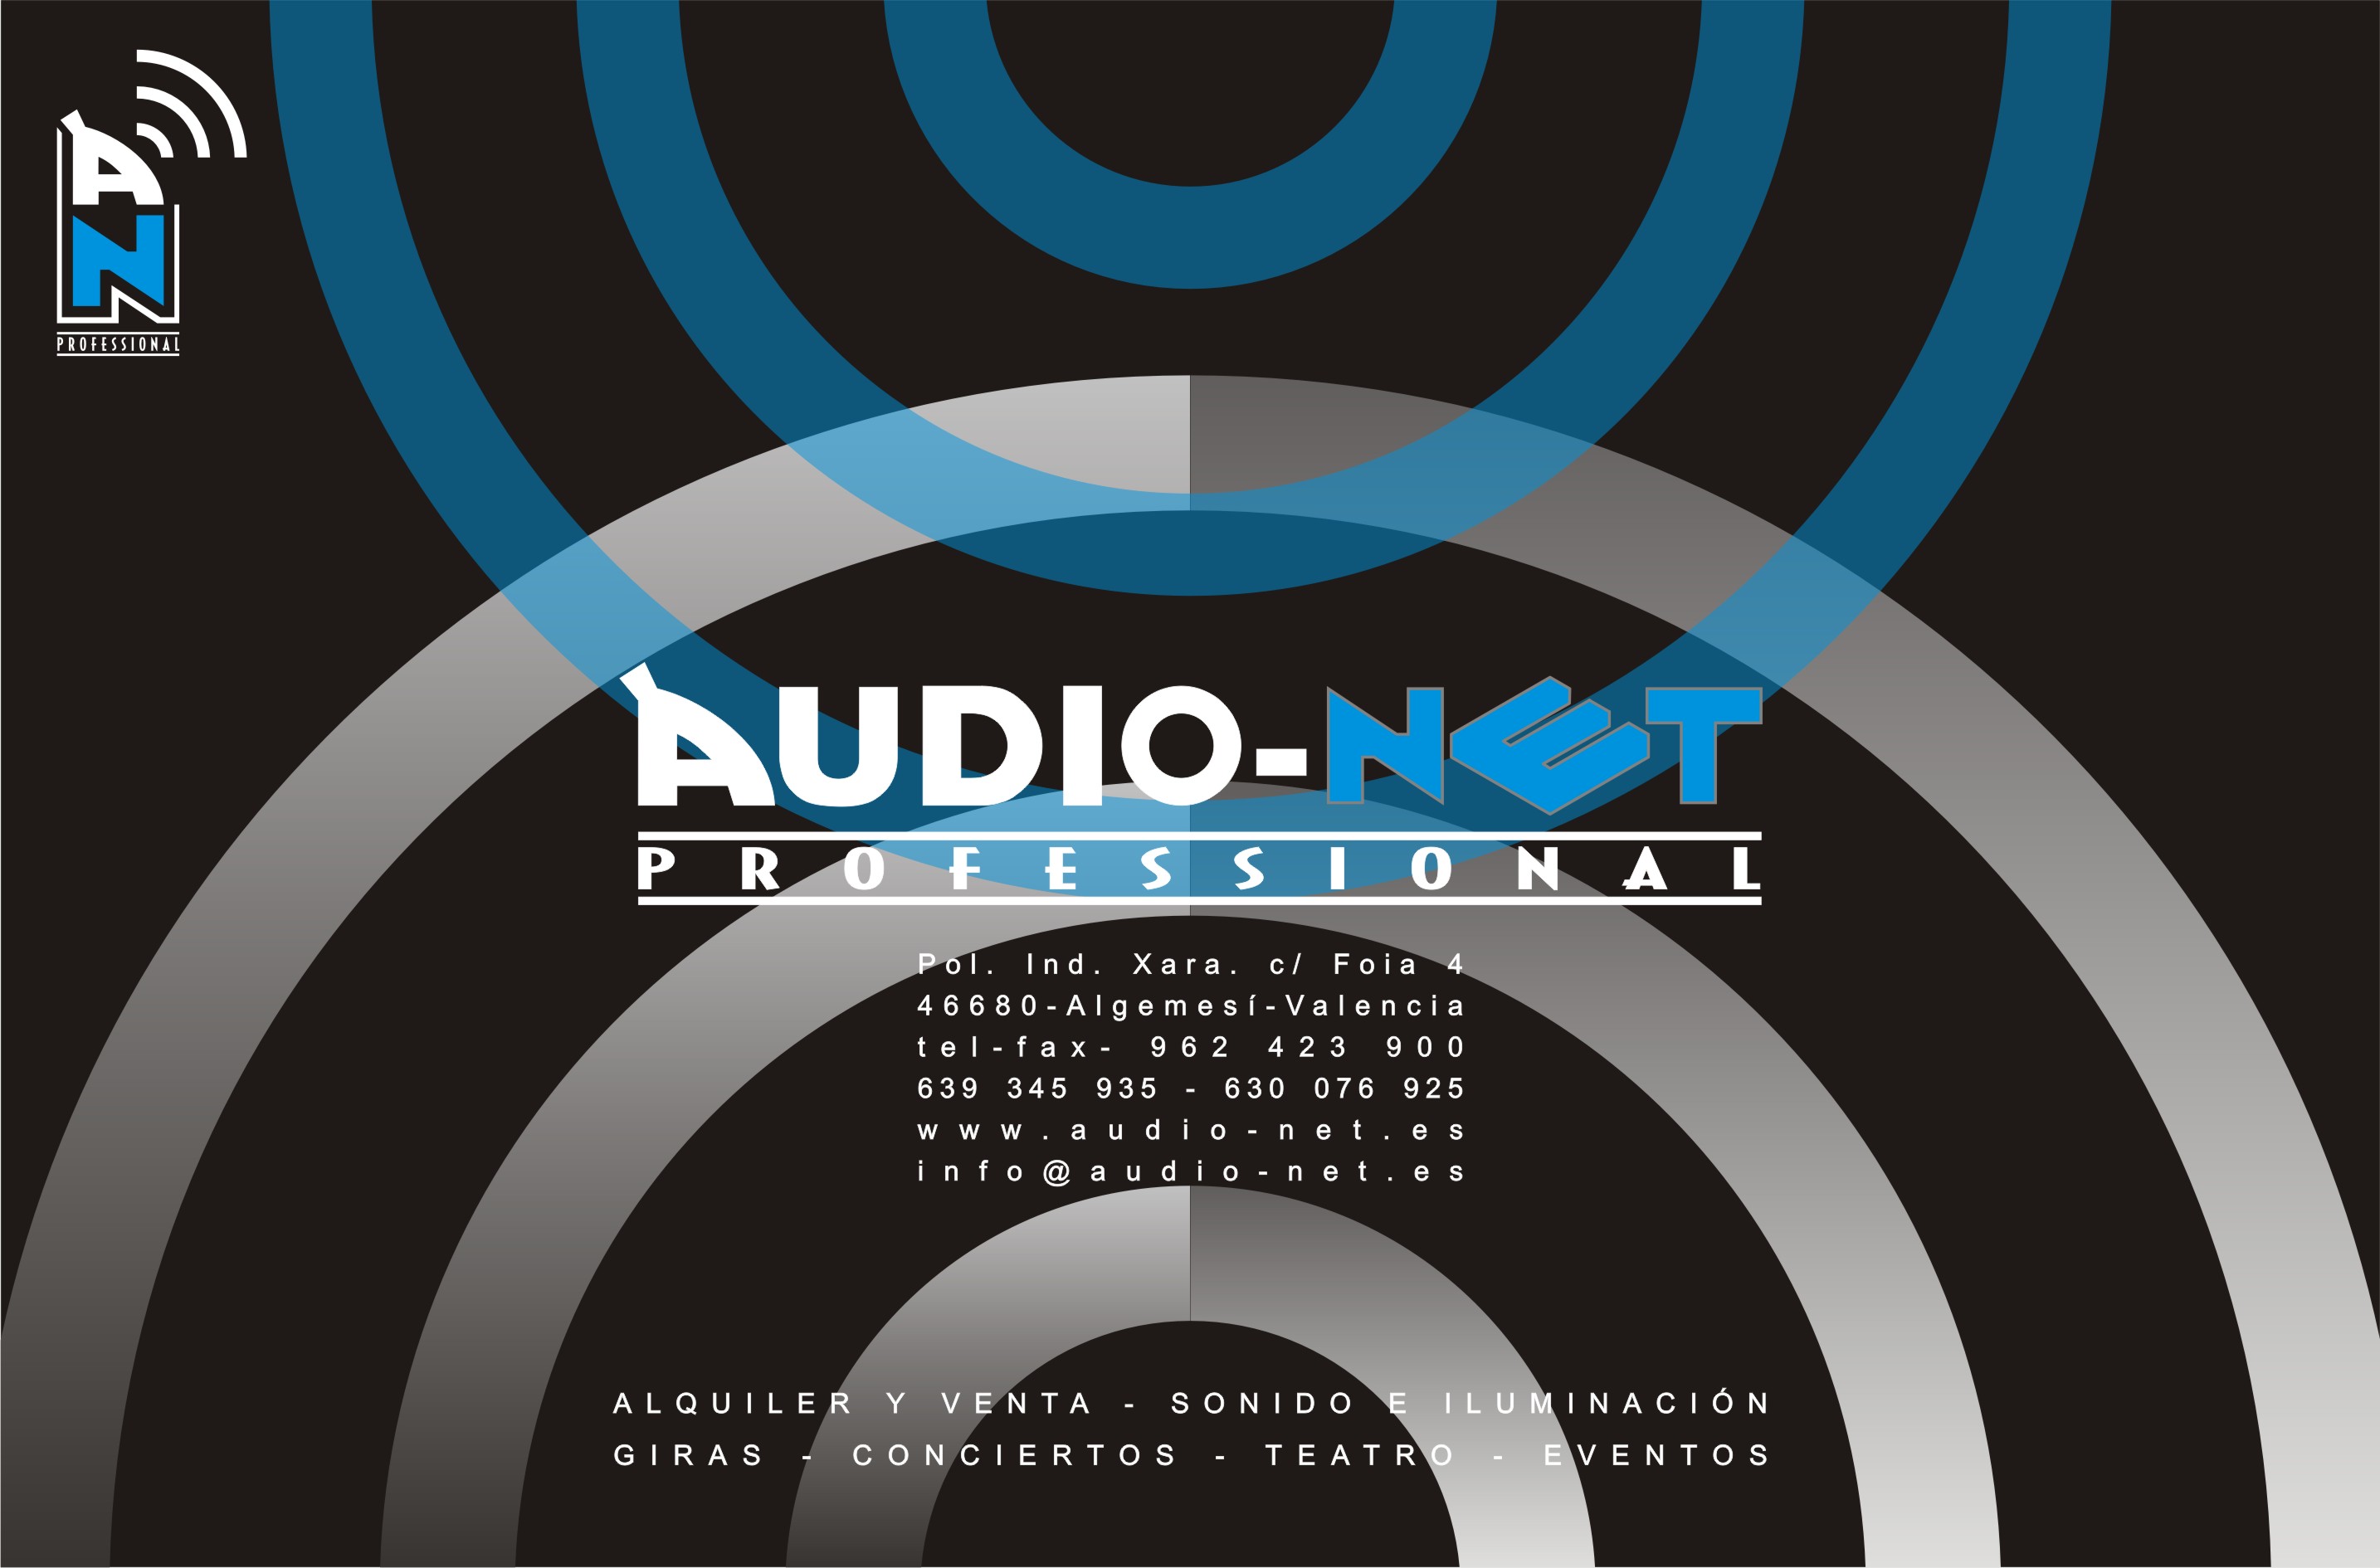 AN
PROFESSIONAL
AUDIO-NET
PROFESSIONAL
Pol. Ind. Xara. c/ Foia 4
46680-Algemesí-Valencia
tel-fax- 962 423 900
639 345 935 - 630 076 925
www.audio-net.es
info@audio-net.es
ALQUILER Y VENTA - SONIDO E ILUMINACIÓN
GIRAS - CONCIERTOS - TEATRO - EVENTOS